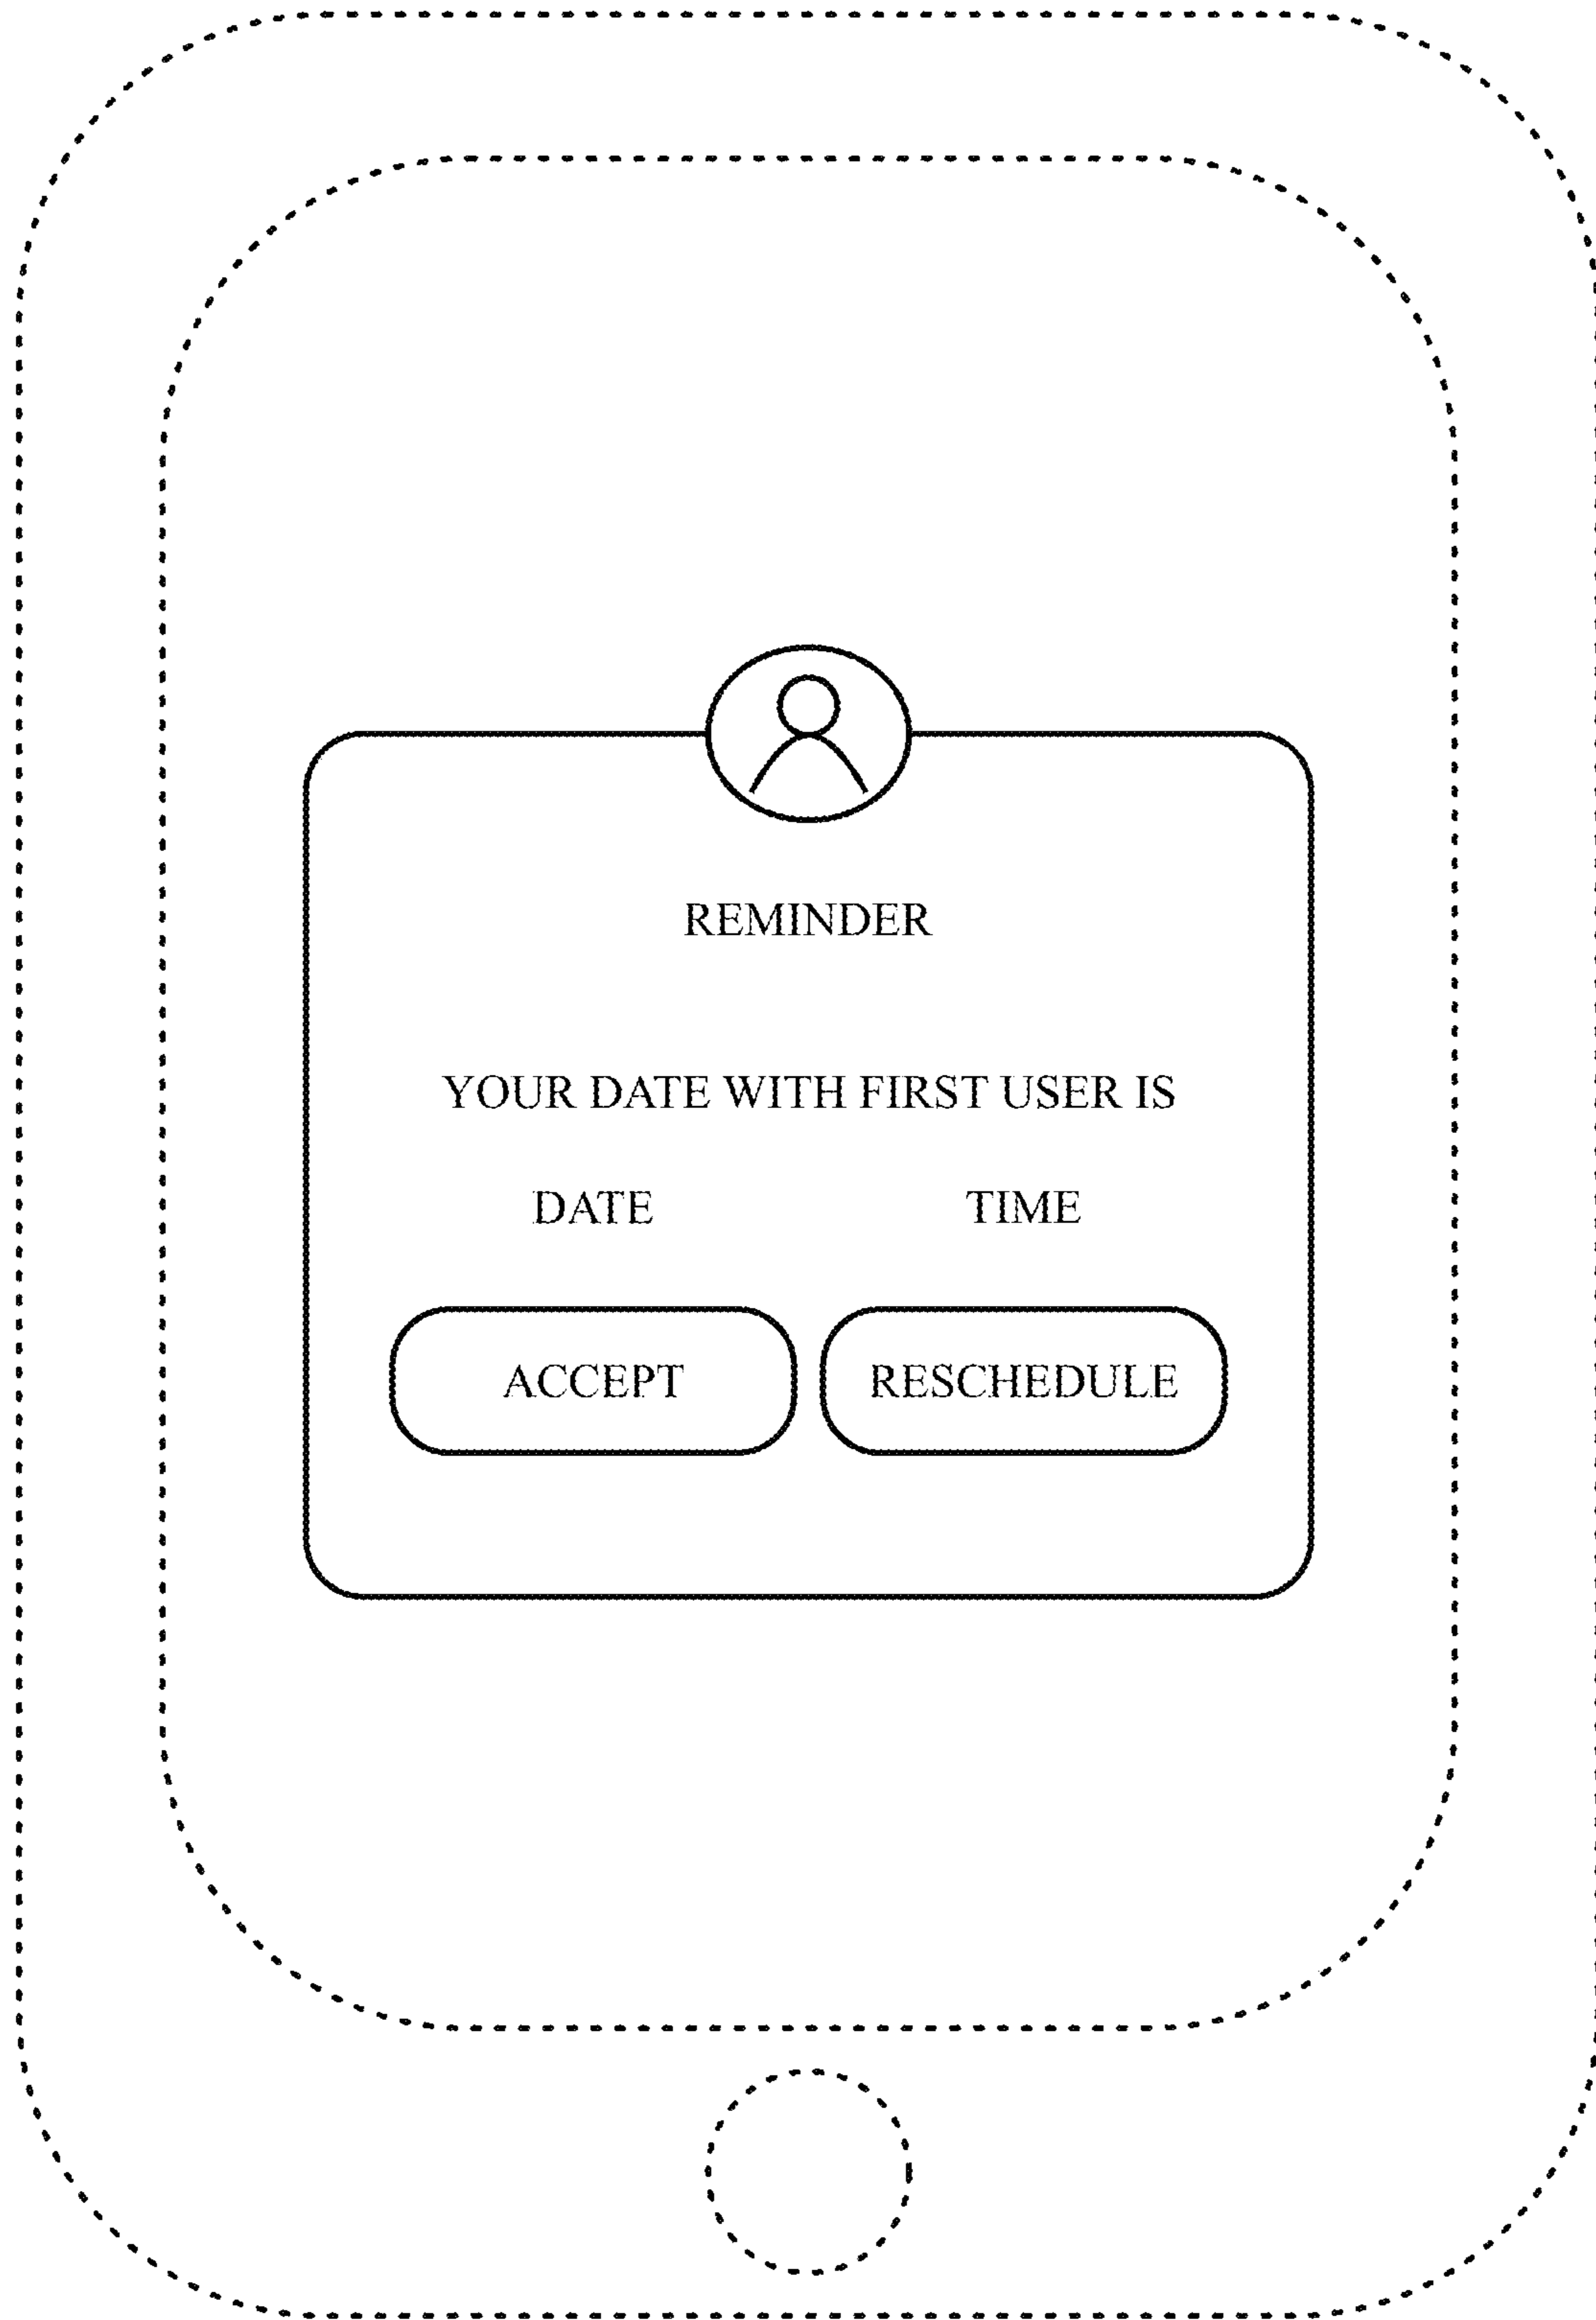 REMINDER
YOUR DATE WITH FIRST USER IS
DATE TIME
ACCEPT RESCHEDULE